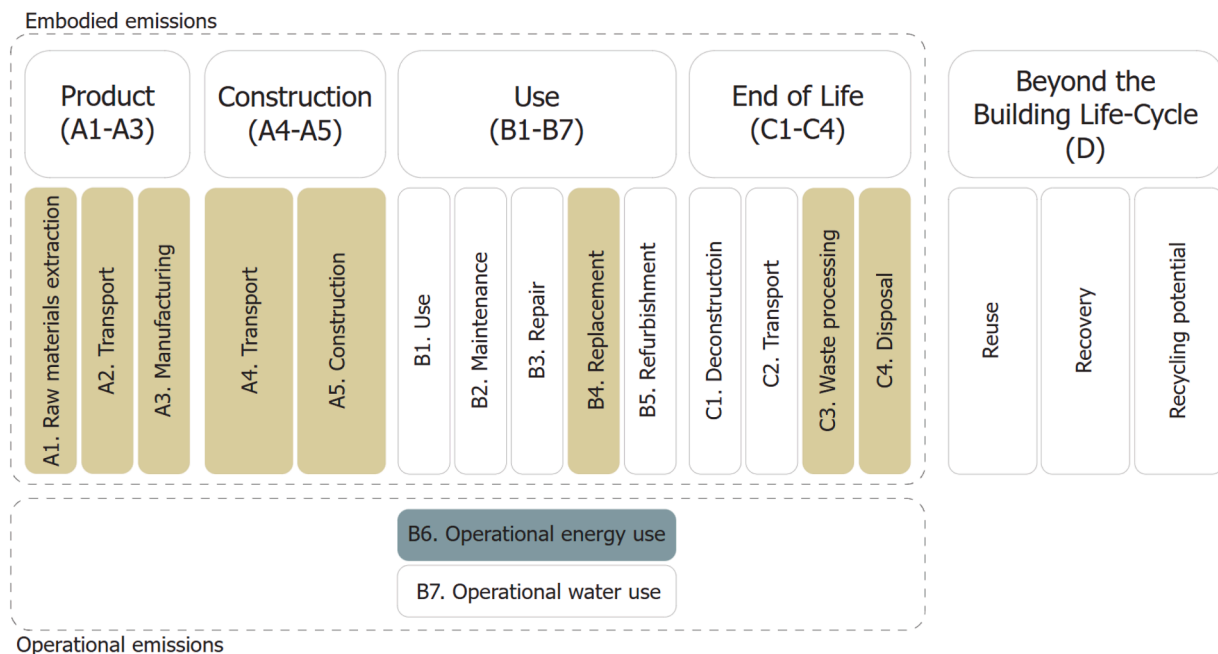 Embodied emissions
Product
(A1-A3)
Construction
(A4-A5)
Use
(B1-B7)
End of Life
(C1-C4)
Beyond the
Building Life-Cycle
(D)
A1. Raw materials extraction
A2. Transport
A3. Manufacturing
A4. Transport
A5. Construction
B1. Use
B2. Maintenance
B3. Repair
B4. Replacement
B5. Refurbishment
C1. Deconstructoin
C2. Transport
C3. Waste processing
C4. Disposal
Reuse
Recovery
Recycling potential
B6. Operational energy use
B7. Operational water use
Operational emissions